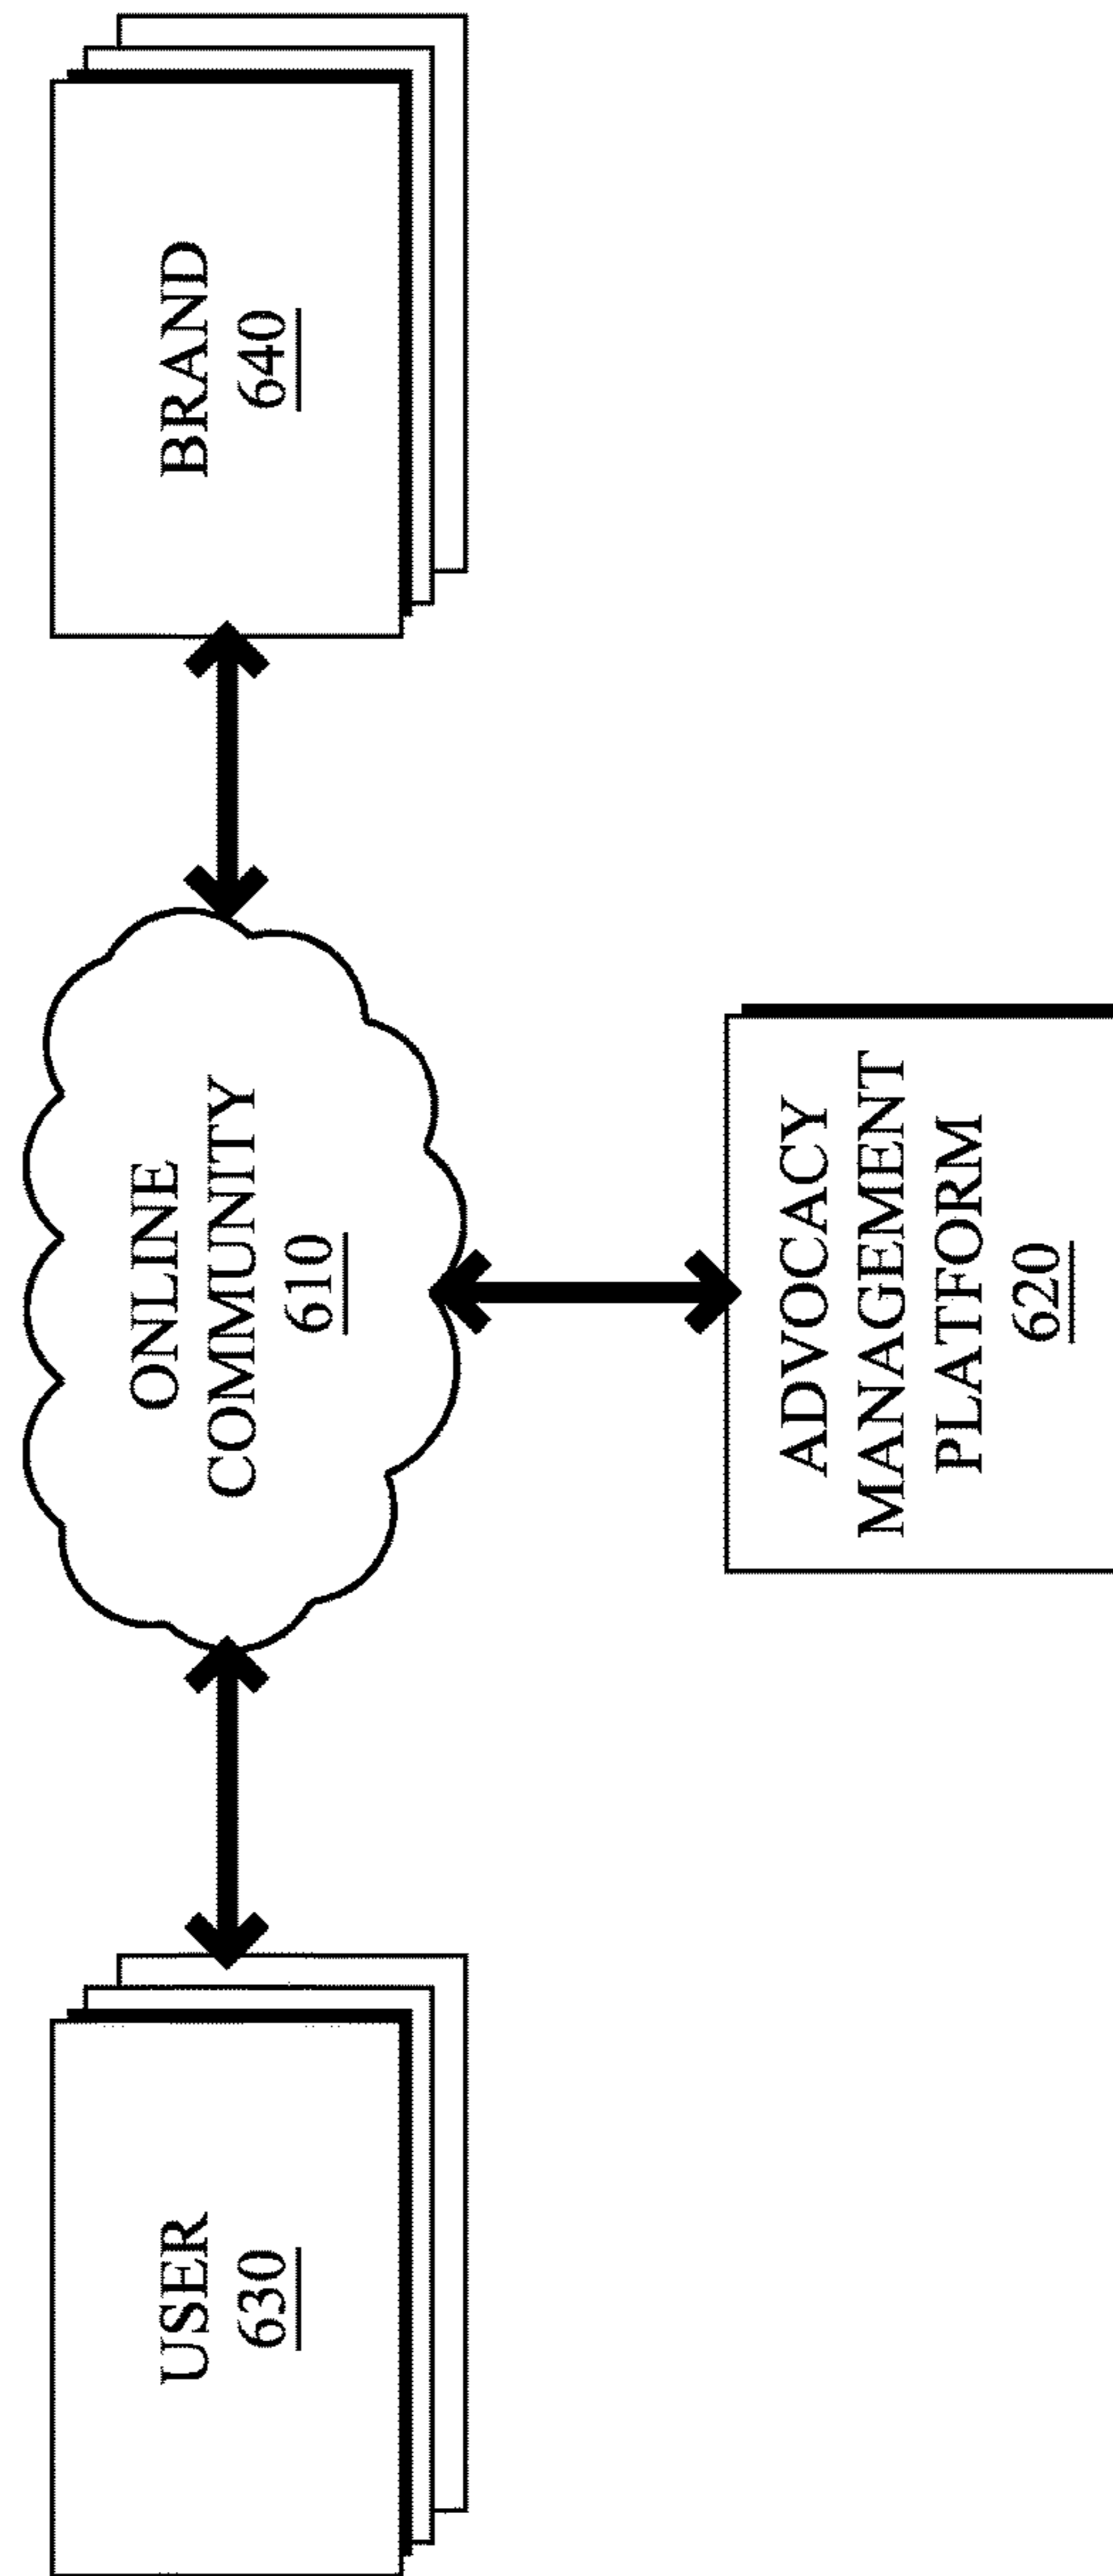 USER
630
ONLINE
COMMUNITY
610
BRAND
640
ADVOCACY
MANAGEMENT
PLATFORM
620